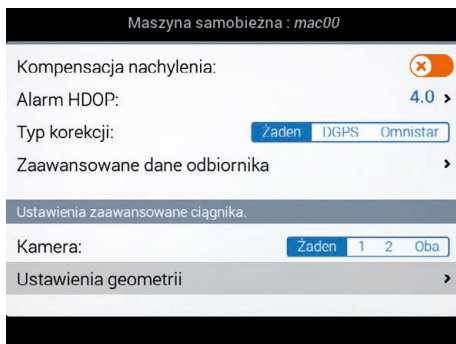 Maszyna samobieżna : mac00
Kompensacja nachylenia:
Alarm HDOP: 4.0 >
Typ korekcji: Żaden DGPS Omnistar
Zaawansowane dane odbiornika >
Ustawienia zaawansowane ciągnika.
Kamera: Żaden 1 2 Oba
Ustawienia geometrii >